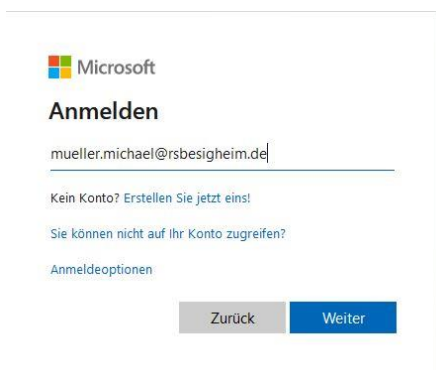 Microsoft
Anmelden
mueller.michael@rsbesigheim.de
Kein Konto? Erstellen Sie jetzt eins!
Sie können nicht auf Ihr Konto zugreifen?
Anmeldeoptionen
Zurück Weiter